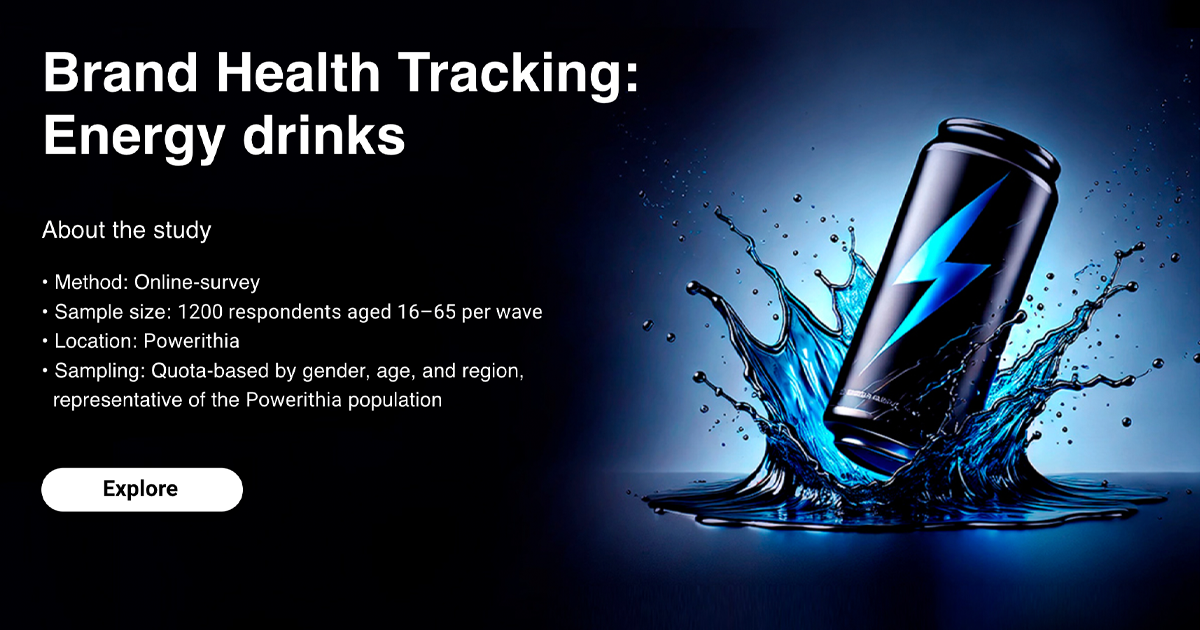 Brand Health Tracking:
Energy drinks
About the study
• Method: Online-survey
• Sample size: 1200 respondents aged 16–65 per wave
• Location: Powerithia
• Sampling: Quota-based by gender, age, and region,
representative of the Powerithia population
Explore